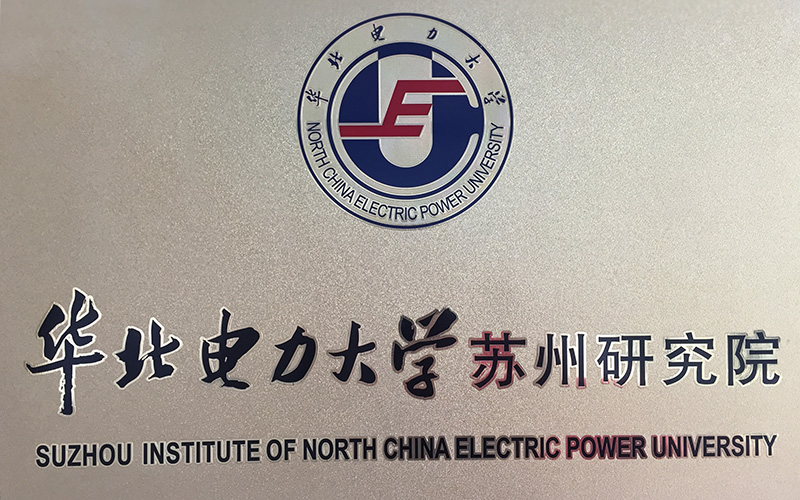 华北电力大学
NORTH CHINA ELECTRIC POWER UNIVERSITY
华北电力大学苏州研究院
SUZHOU INSTITUTE OF NORTH CHINA ELECTRIC POWER UNIVERSITY